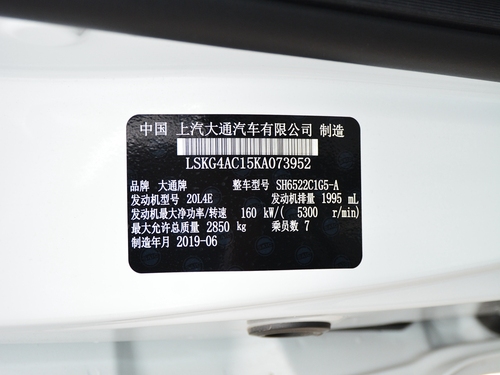 中国 上汽大通汽车有限公司 制造
LSKG4AC15KA073952
品牌 大通牌 整车型号 SH6522C1G5-A
发动机型号 20L4E 发动机排量 1995 mL
发动机最大净功率/转速 160 kW/( 5300 r/min)
最大允许总质量 2850 kg 乘员数 7
制造年月 2019-06